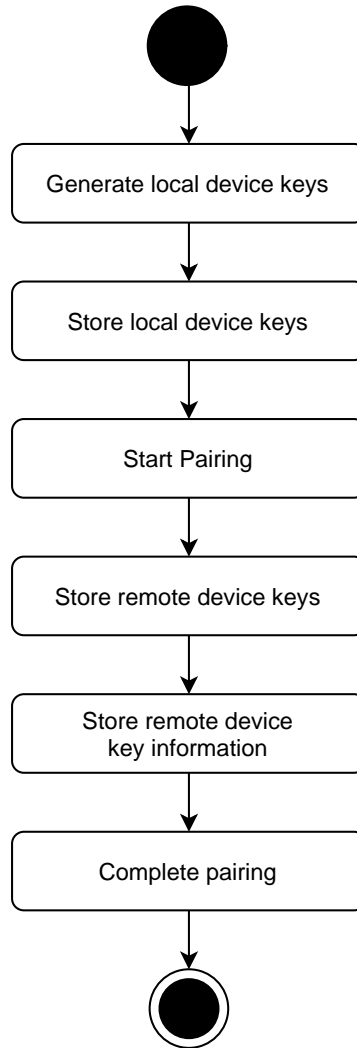 Generate local device keys
Store local device keys
Start Pairing
Store remote device keys
Store remote device
key information
Complete pairing